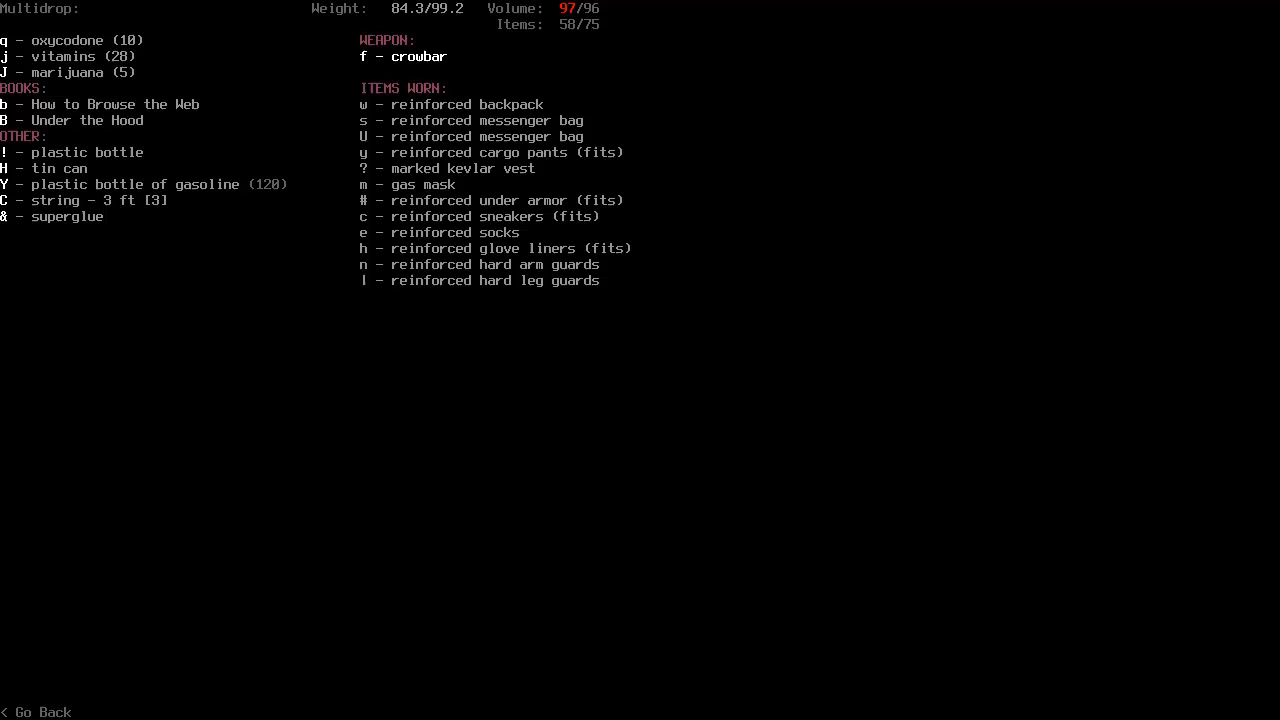 Multidrop: Weight: 84.3/99.2 Volume: 97/96
Items: 58/75
q - oxycodone (10)
j - vitamins (28)
J - marijuana (5)
BOOKS:
b - How to Browse the Web
B - Under the Hood
OTHER:
! - plastic bottle
H - tin can
Y - plastic bottle of gasoline (120)
C - string - 3 ft [3]
& - superglue
WEAPON:
f - crowbar
ITEMS WORN:
w - reinforced backpack
s - reinforced messenger bag
U - reinforced messenger bag
y - reinforced cargo pants (fits)
? - marked kevlar vest
m - gas mask
# - reinforced under armor (fits)
c - reinforced sneakers (fits)
e - reinforced socks
h - reinforced glove liners (fits)
n - reinforced hard arm guards
l - reinforced hard leg guards
< Go Back